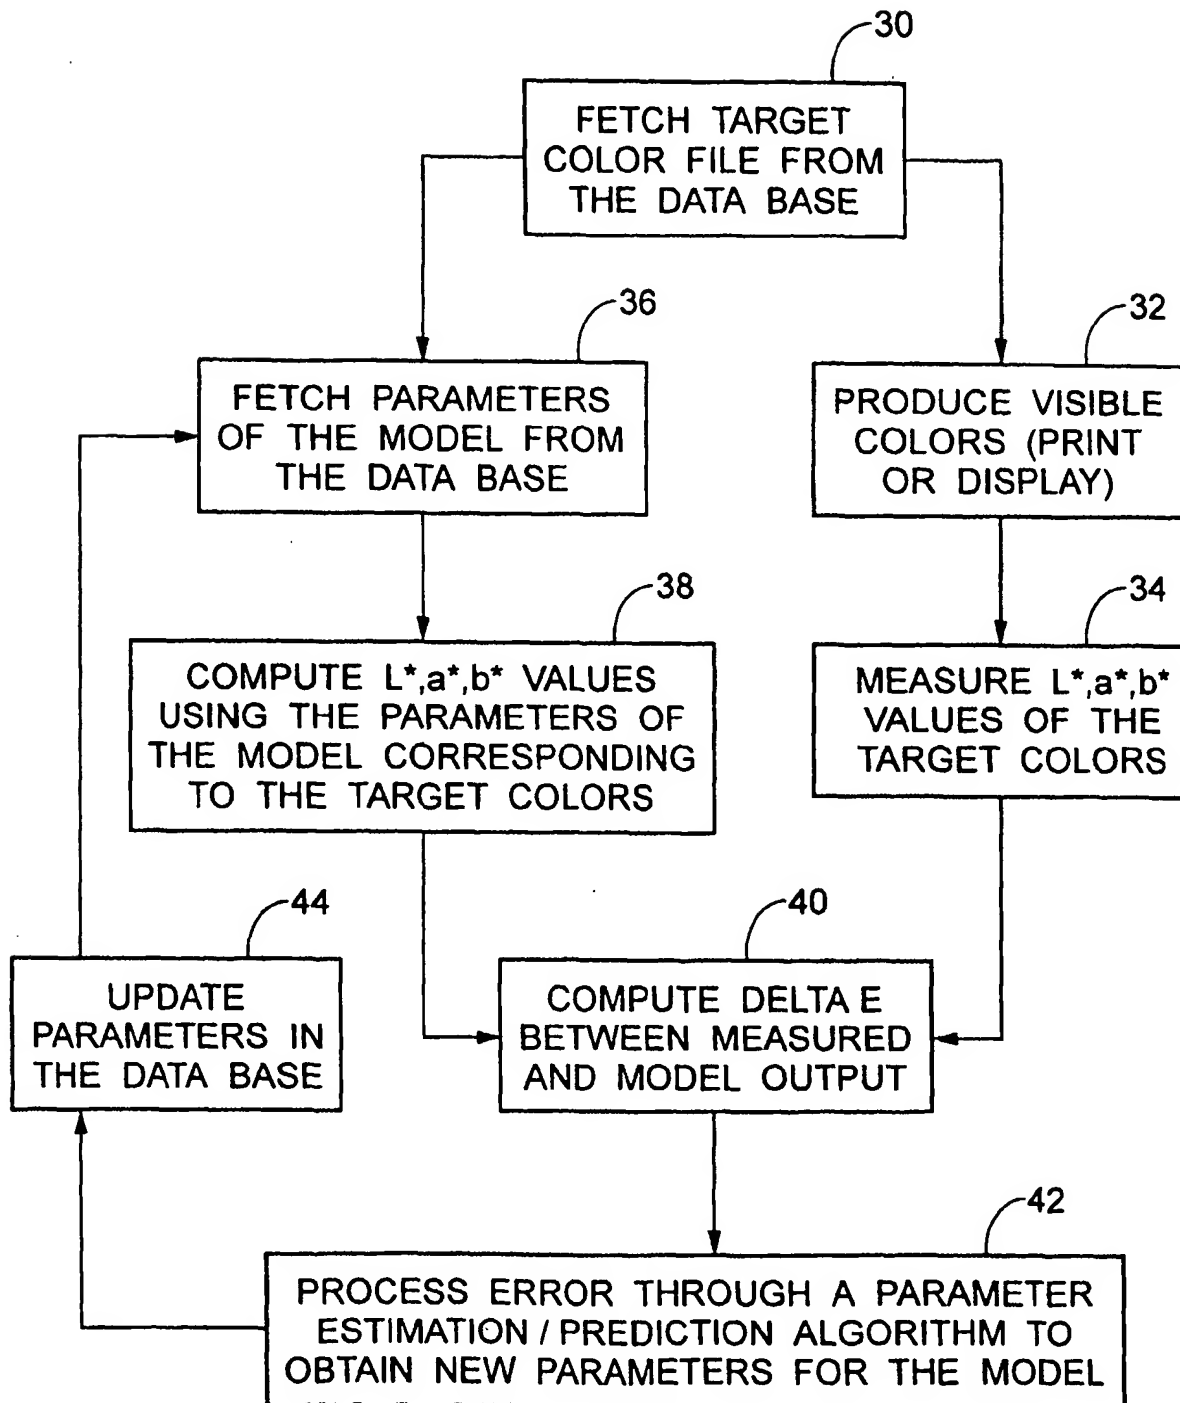 30
FETCH TARGET
COLOR FILE FROM
THE DATA BASE
36
FETCH PARAMETERS
OF THE MODEL FROM
THE DATA BASE
32
PRODUCE VISIBLE
COLORS (PRINT
OR DISPLAY)
38
COMPUTE L*,a*,b* VALUES
USING THE PARAMETERS OF
THE MODEL CORRESPONDING
TO THE TARGET COLORS
34
MEASURE L*,a*,b*
VALUES OF THE
TARGET COLORS
44
UPDATE
PARAMETERS IN
THE DATA BASE
40
COMPUTE DELTA E
BETWEEN MEASURED
AND MODEL OUTPUT
42
PROCESS ERROR THROUGH A PARAMETER
ESTIMATION / PREDICTION ALGORITHM TO
OBTAIN NEW PARAMETERS FOR THE MODEL